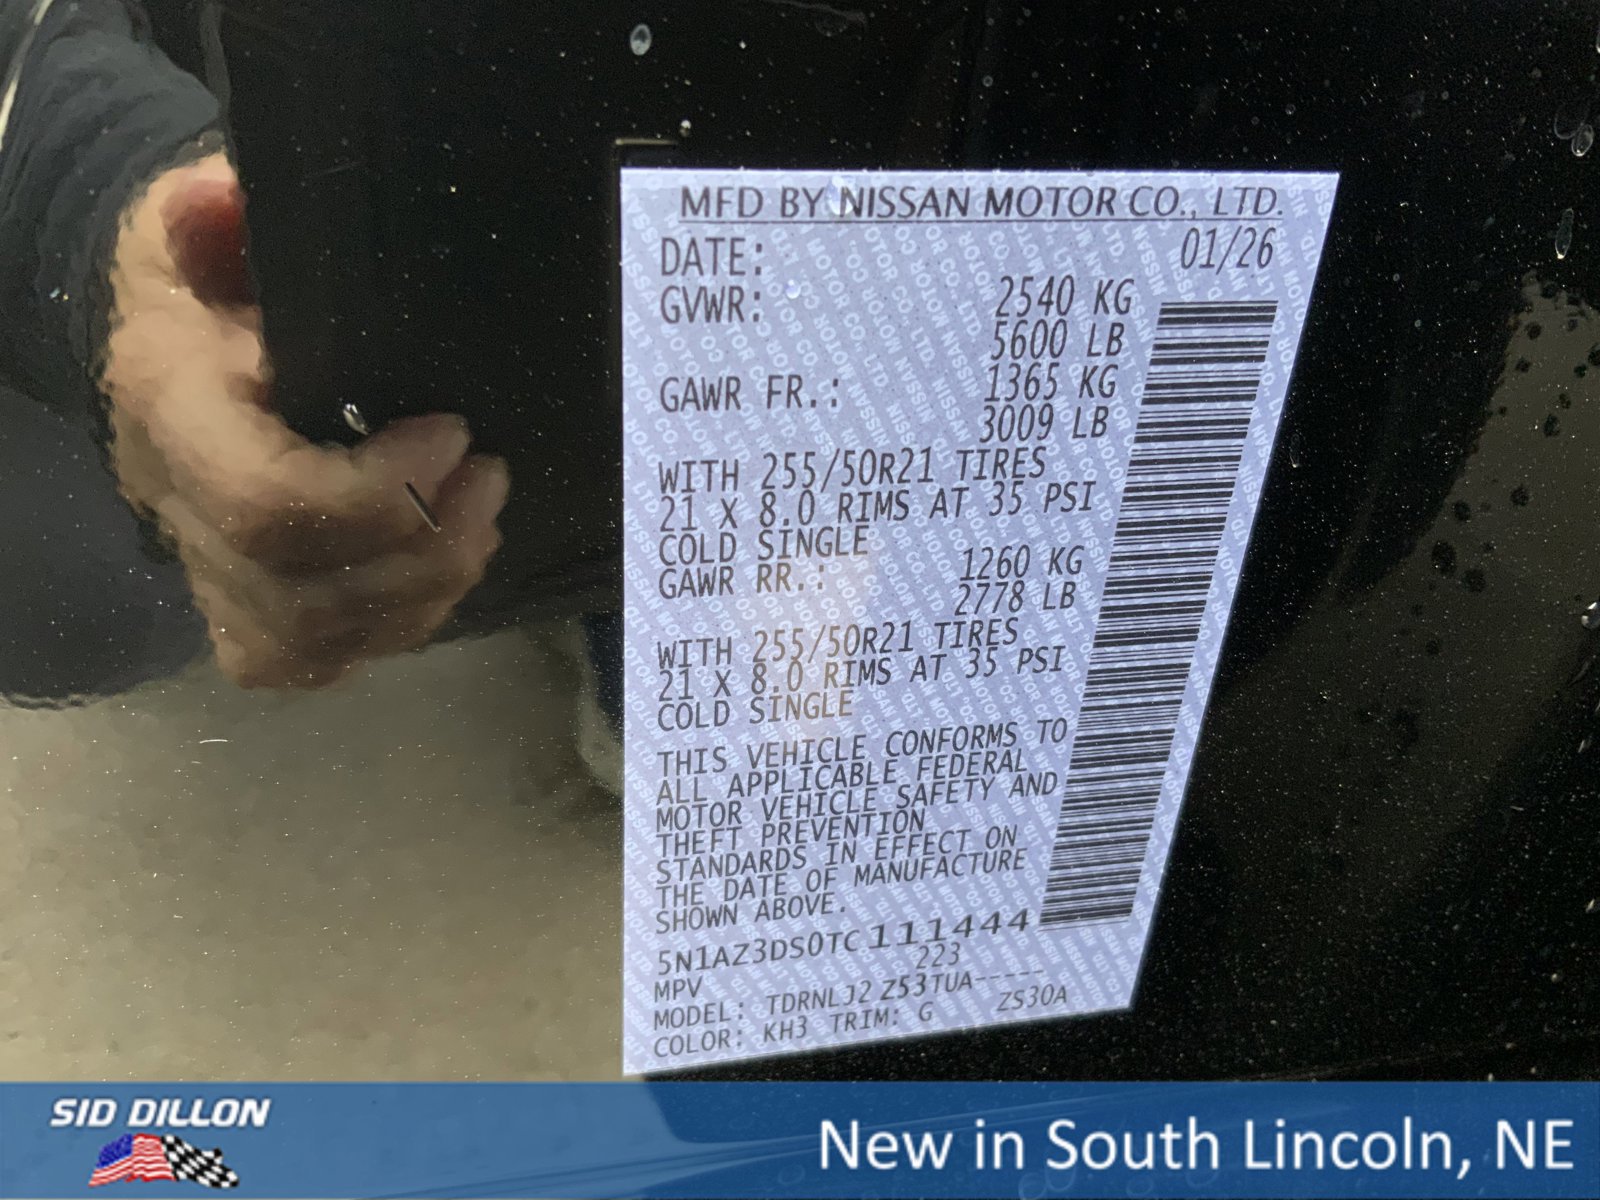 MFD BY NISSAN MOTOR CO., LTD.
DATE: 01/26
GVWR: 2540 KG
5600 LB
GAWR FR.: 1365 KG
3009 LB
WITH 255/50R21 TIRES
21 X 8.0 RIMS AT 35 PSI
COLD SINGLE
GAWR RR.: 1260 KG
2778 LB
WITH 255/50R21 TIRES
21 X 8.0 RIMS AT 35 PSI
COLD SINGLE
THIS VEHICLE CONFORMS TO
ALL APPLICABLE FEDERAL
MOTOR VEHICLE SAFETY AND
THEFT PREVENTION
STANDARDS IN EFFECT ON
THE DATE OF MANUFACTURE
SHOWN ABOVE.
5N1AZ3DS0TC111444
MPV 223
MODEL: TDRNLJ2 Z53TUA-----
COLOR: KH3 TRIM: G ZS30A
SID DILLON
New in South Lincoln, NE